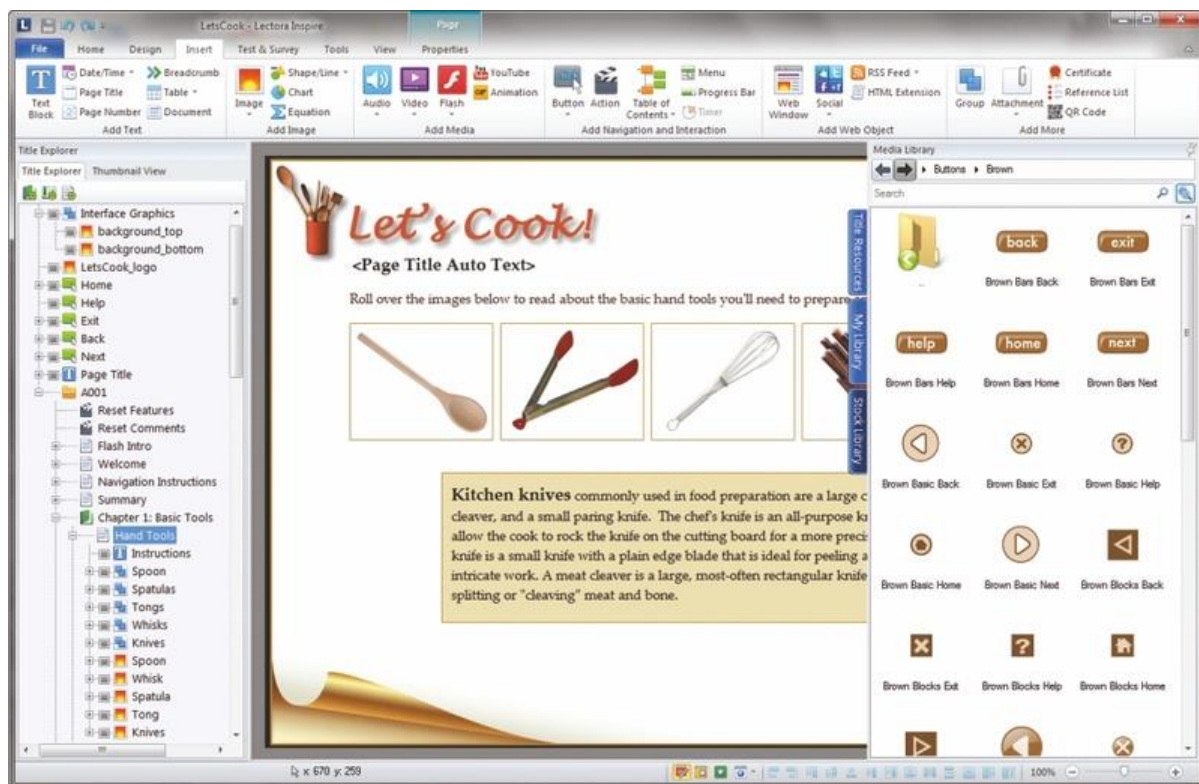 LetsCook - Lectora Inspire
Page
File Home Design Insert Test & Survey Tools View Properties
Text Block
Date/Time
Page Title
Page Number
Breadcrumb
Table
Document
Add Text
Image
Shape/Line
Chart
Equation
Add Image
Audio
Video
Flash
YouTube
Animation
Add Media
Button
Action
Table of Contents
Menu
Progress Bar
Timer
Add Navigation and Interaction
Web Window
Social
RSS Feed
HTML Extension
Add Web Object
Group
Attachment
Certificate
Reference List
QR Code
Add More
Title Explorer
Title Explorer Thumbnail View
Interface Graphics
background_top
background_bottom
LetsCook_logo
Home
Help
Exit
Back
Next
Page Title
A001
Reset Features
Reset Comments
Flash Intro
Welcome
Navigation Instructions
Summary
Chapter 1: Basic Tools
Hand Tools
Instructions
Spoon
Spatulas
Tongs
Whisks
Knives
Spoon
Whisk
Spatula
Tong
Knives
Let's Cook!
<Page Title Auto Text>
Roll over the images below to read about the basic hand tools you'll need to prepare
Kitchen knives commonly used in food preparation are a large c
cleaver, and a small paring knife. The chef's knife is an all-purpose kn
allow the cook to rock the knife on the cutting board for a more preci
knife is a small knife with a plain edge blade that is ideal for peeling a
intricate work. A meat cleaver is a large, most-often rectangular knife
splitting or "cleaving" meat and bone.
Title Resources
My Library
Stock Library
Media Library
Buttons Brown
Search
..
back
Brown Bars Back
exit
Brown Bars Exit
help
Brown Bars Help
home
Brown Bars Home
next
Brown Bars Next
Brown Basic Back
Brown Basic Exit
Brown Basic Help
Brown Basic Home
Brown Basic Next
Brown Blocks Back
Brown Blocks Exit
Brown Blocks Help
Brown Blocks Home
x: 670 y: 259
100%